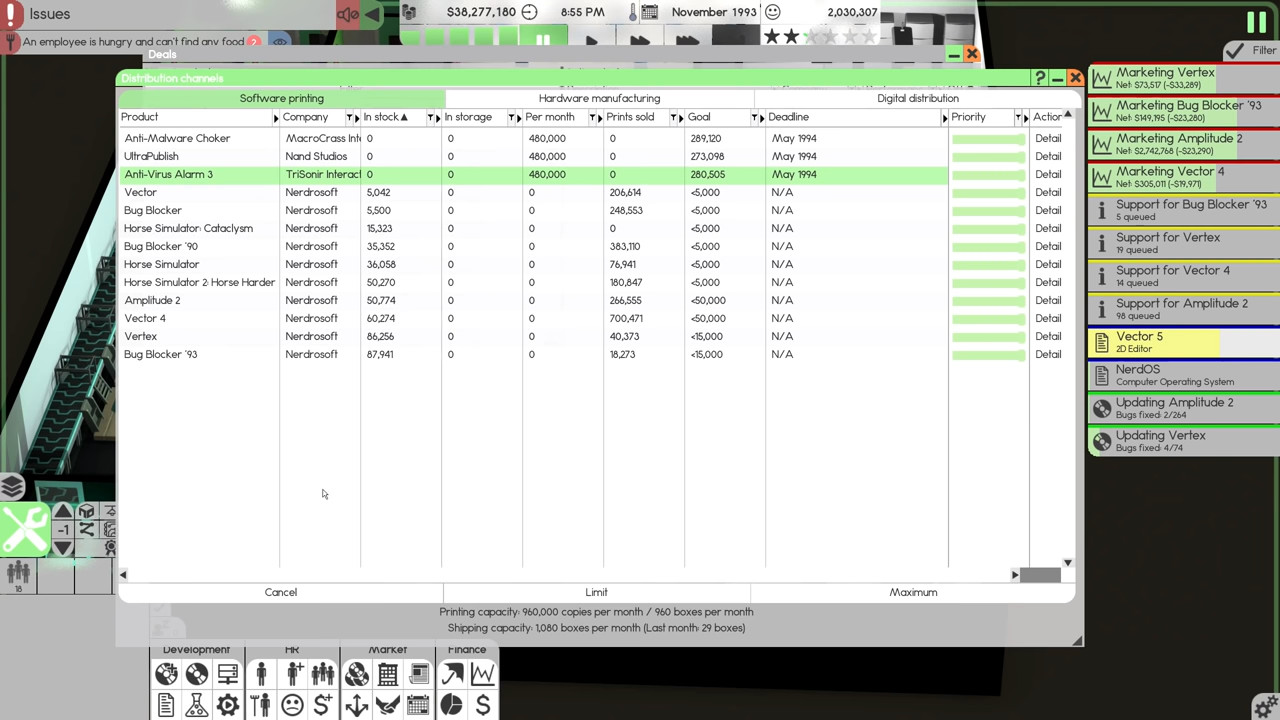 Issues
An employee is hungry and can't find any food 2
$38,277,180
8:55 PM
November 1993
2,030,307
Filter
Deals
Distribution channels
?
Software printing
Hardware manufacturing
Digital distribution
Product Company In stock In storage Per month Prints sold Goal Deadline Priority
Anti-Malware Choker MacroCrass Inte 0 0 480,000 0 289,120 May 1994 Detail
UltraPublish Nand Studios 0 0 480,000 0 273,098 May 1994 Detail
Anti-Virus Alarm 3 TriSonir Interact 0 0 480,000 0 280,505 May 1994 Detail
Vector Nerdrosoft 5,042 0 0 206,614 <5,000 N/A Detail
Bug Blocker Nerdrosoft 5,500 0 0 248,553 <5,000 N/A Detail
Horse Simulator: Cataclysm Nerdrosoft 15,323 0 0 0 <5,000 N/A Detail
Bug Blocker '90 Nerdrosoft 35,352 0 0 383,110 <5,000 N/A Detail
Horse Simulator Nerdrosoft 36,058 0 0 76,941 <5,000 N/A Detail
Horse Simulator 2: Horse Harder Nerdrosoft 50,270 0 0 180,847 <5,000 N/A Detail
Amplitude 2 Nerdrosoft 50,774 0 0 266,555 <50,000 N/A Detail
Vector 4 Nerdrosoft 60,274 0 0 700,471 <50,000 N/A Detail
Vertex Nerdrosoft 86,256 0 0 40,373 <15,000 N/A Detail
Bug Blocker '93 Nerdrosoft 87,941 0 0 18,273 <15,000 N/A Detail
Cancel
Limit
Maximum
Printing capacity: 960,000 copies per month / 960 boxes per month
Shipping capacity: 1,080 boxes per month (Last month: 29 boxes)
Marketing Vertex
Net: $73,517 (-$33,289)
Marketing Bug Blocker '93
Net: $149,195 (-$23,280)
Marketing Amplitude 2
Net: $2,742,768 (-$23,290)
Marketing Vector 4
Net: $305,011 (-$19,971)
Support for Bug Blocker '93
5 queued
Support for Vertex
19 queued
Support for Vector 4
14 queued
Support for Amplitude 2
98 queued
Vector 5
2D Editor
NerdOS
Computer Operating System
Updating Amplitude 2
Bugs fixed: 2/264
Updating Vertex
Bugs fixed: 4/74
-1
18
Development
HR
Market
Finance